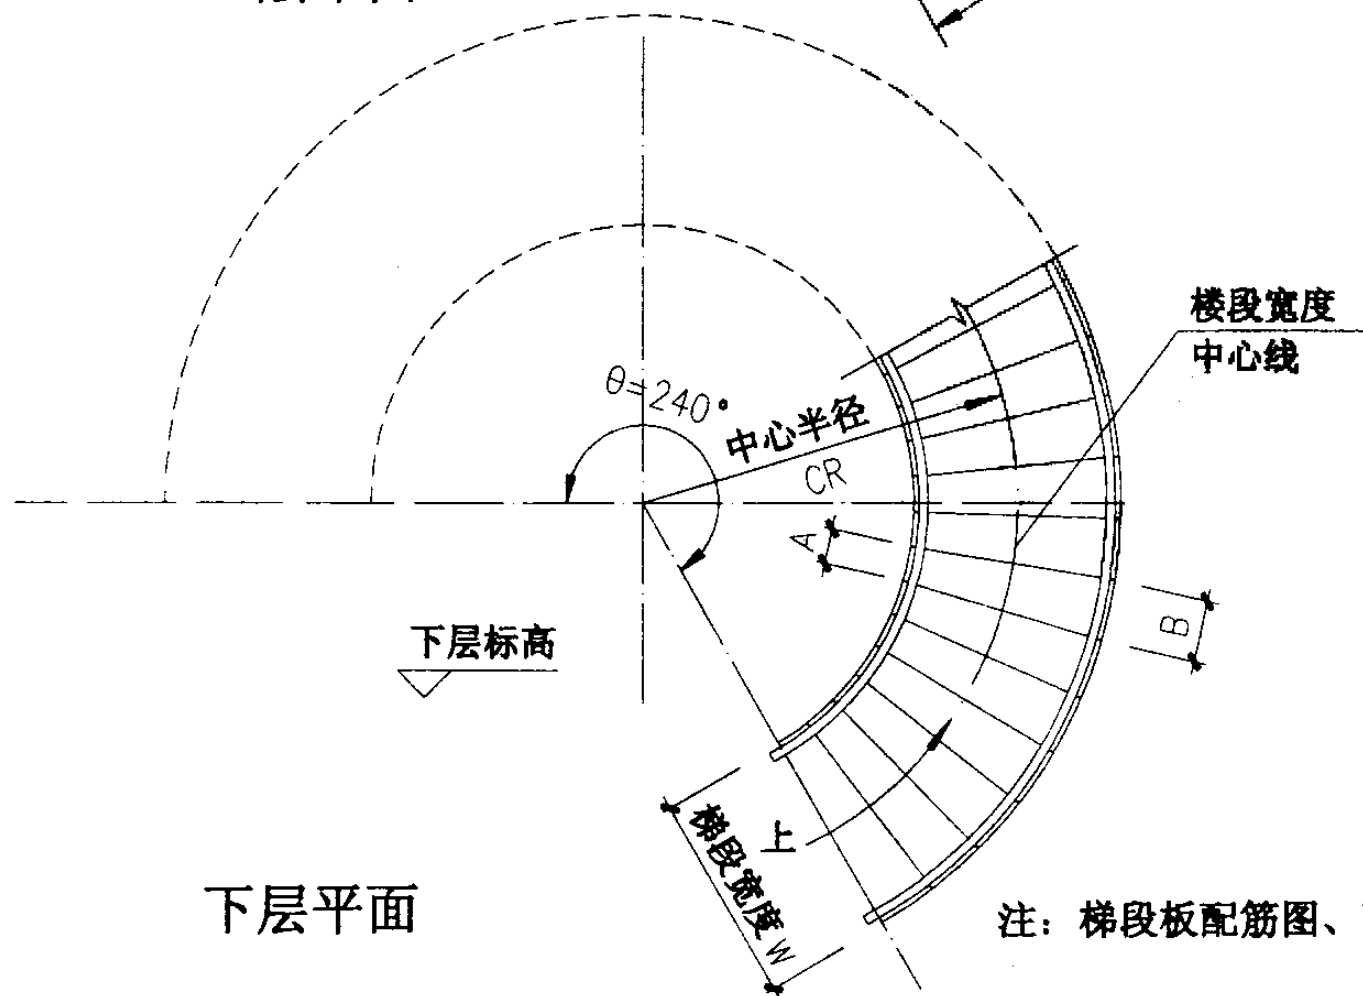 楼段宽度
中心线
θ=240°
中心半径
CR
A
B
下层标高
上
梯段宽度 W
下层平面
注：梯段板配筋图、